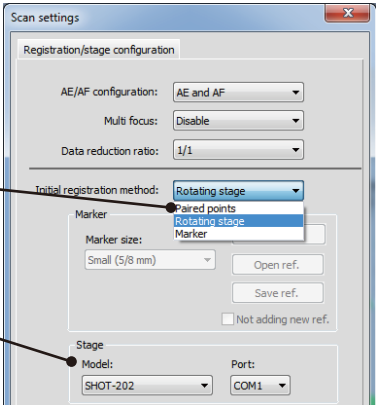 Scan settings
Registration/stage configuration
AE/AF configuration: AE and AF
Multi focus: Disable
Data reduction ratio: 1/1
Initial registration method: Rotating stage
Paired points
Rotating stage
Marker
Marker
Marker size:
Small (5/8 mm) Open ref.
Save ref.
Not adding new ref.
Stage
Model: Port:
SHOT-202 COM1